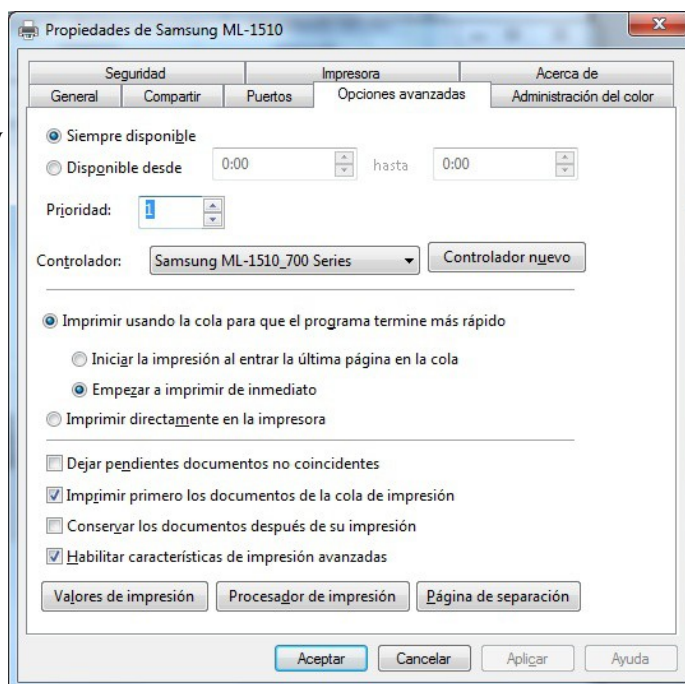 Propiedades de Samsung ML-1510
Seguridad Impresora Acerca de
General Compartir Puertos Opciones avanzadas Administración del color
Siempre disponible
Disponible desde 0:00 hasta 0:00
Prioridad: 1
Controlador: Samsung ML-1510_700 Series Controlador nuevo
Imprimir usando la cola para que el programa termine más rápido
Iniciar la impresión al entrar la última página en la cola
Empezar a imprimir de inmediato
Imprimir directamente en la impresora
Dejar pendientes documentos no coincidentes
Imprimir primero los documentos de la cola de impresión
Conservar los documentos después de su impresión
Habilitar características de impresión avanzadas
Valores de impresión Procesador de impresión Página de separación
Aceptar Cancelar Aplicar Ayuda